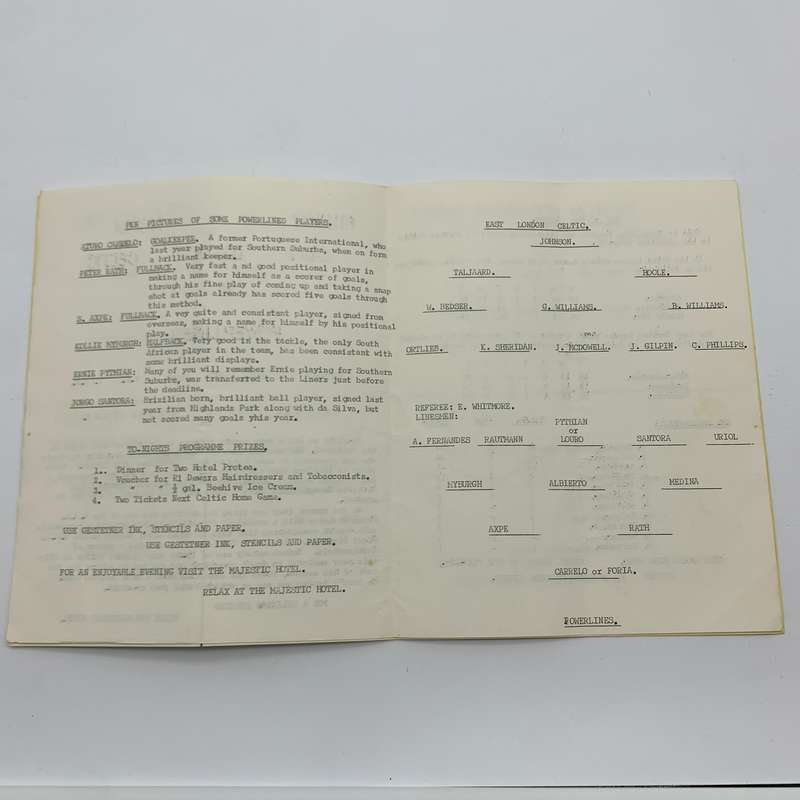 PEN PICTURES OF SOME POWERLINES PLAYERS.
GOALKEEPER. A former Portuguese International, who
last year played for Southern Suburbs, when on form
a brilliant keeper.
PETER RATH: FULLBACK. Very fast and good positional player in
making a name for himself as a scorer of goals,
through his fine play of coming up and taking a snap
shot at goals already has scored five goals through
this method.
AXPE: FULLBACK. A vey quite and consistent player, signed from
overseas, making a name for himself by his positional
play.
MYBURGH: HALFBACK. Very good in the tackle, the only South
African player in the team, has been consistent with
some brilliant displays.
ERNIE PYTHIAN: Many of you will remember Ernie playing for Southern
Suburbs, was transferred to the Liners just before
the deadline.
JORGO SANTORA: Brizilian born, brilliant ball player, signed last
year from Highlands Park along with da Silva, but
not scored many goals yhis year.
TO-NIGHTS PROGRAMME PRIZES.
1.. Dinner for Two Hotel Protea.
2. Voucher for R1 Dewars Hairdressers and Tobacconists.
3. " " ½ gal. Beehive Ice Cream.
4. Two Tickets Next Celtic Home Game.
USE GESTETNER INK, STENCILS AND PAPER.
USE GESTETNER INK, STENCILS AND PAPER.
FOR AN ENJOYABLE EVENING VISIT THE MAJESTIC HOTEL.
RELAX AT THE MAJESTIC HOTEL.
EAST LONDON CELTIC.
JOHNSON.
TALJAARD. HOOLE.
W. BEDSER. G. WILLIAMS. B. WILLIAMS.
ORTLIEB. K. SHERIDAN. J. McDOWELL. J. GILPIN. C. PHILLIPS.
REFEREE: E. WHITMORE.
LINESMEN:
PYTHIAN
or
A. FERNANDES RAUTMANN LOURO SANTORA URIOL
MYBURGH ALBIERTO MEDINA
AXPE RATH
CARRELO or FORIA.
POWERLINES.